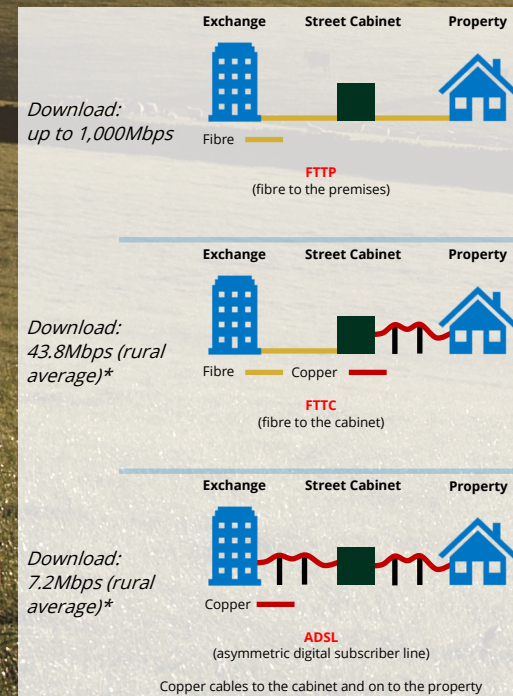 Exchange Street Cabinet Property
Download:
up to 1,000Mbps
Fibre
FTTP
(fibre to the premises)
Exchange Street Cabinet Property
Download:
43.8Mbps (rural
average)*
Fibre Copper
FTTC
(fibre to the cabinet)
Exchange Street Cabinet Property
Download:
7.2Mbps (rural
average)*
Copper
ADSL
(asymmetric digital subscriber line)
Copper cables to the cabinet and on to the property